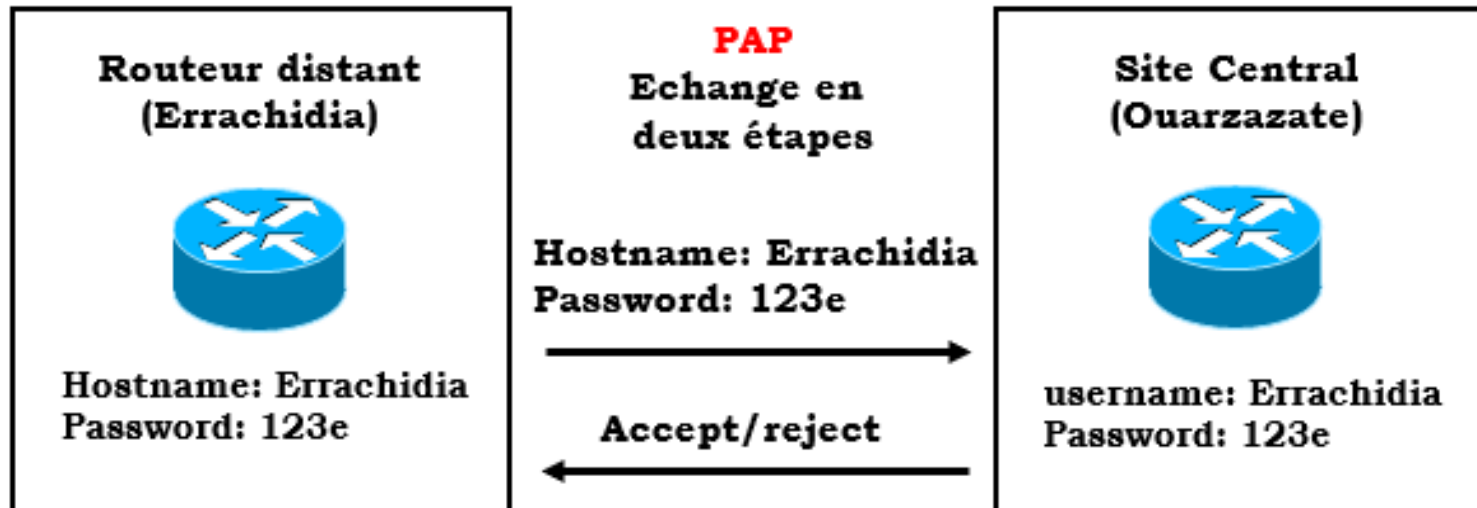 Routeur distant
(Errachidia)
Hostname: Errachidia
Password: 123e
PAP
Echange en
deux étapes
Hostname: Errachidia
Password: 123e
Accept/reject
Site Central
(Ouarzazate)
username: Errachidia
Password: 123e